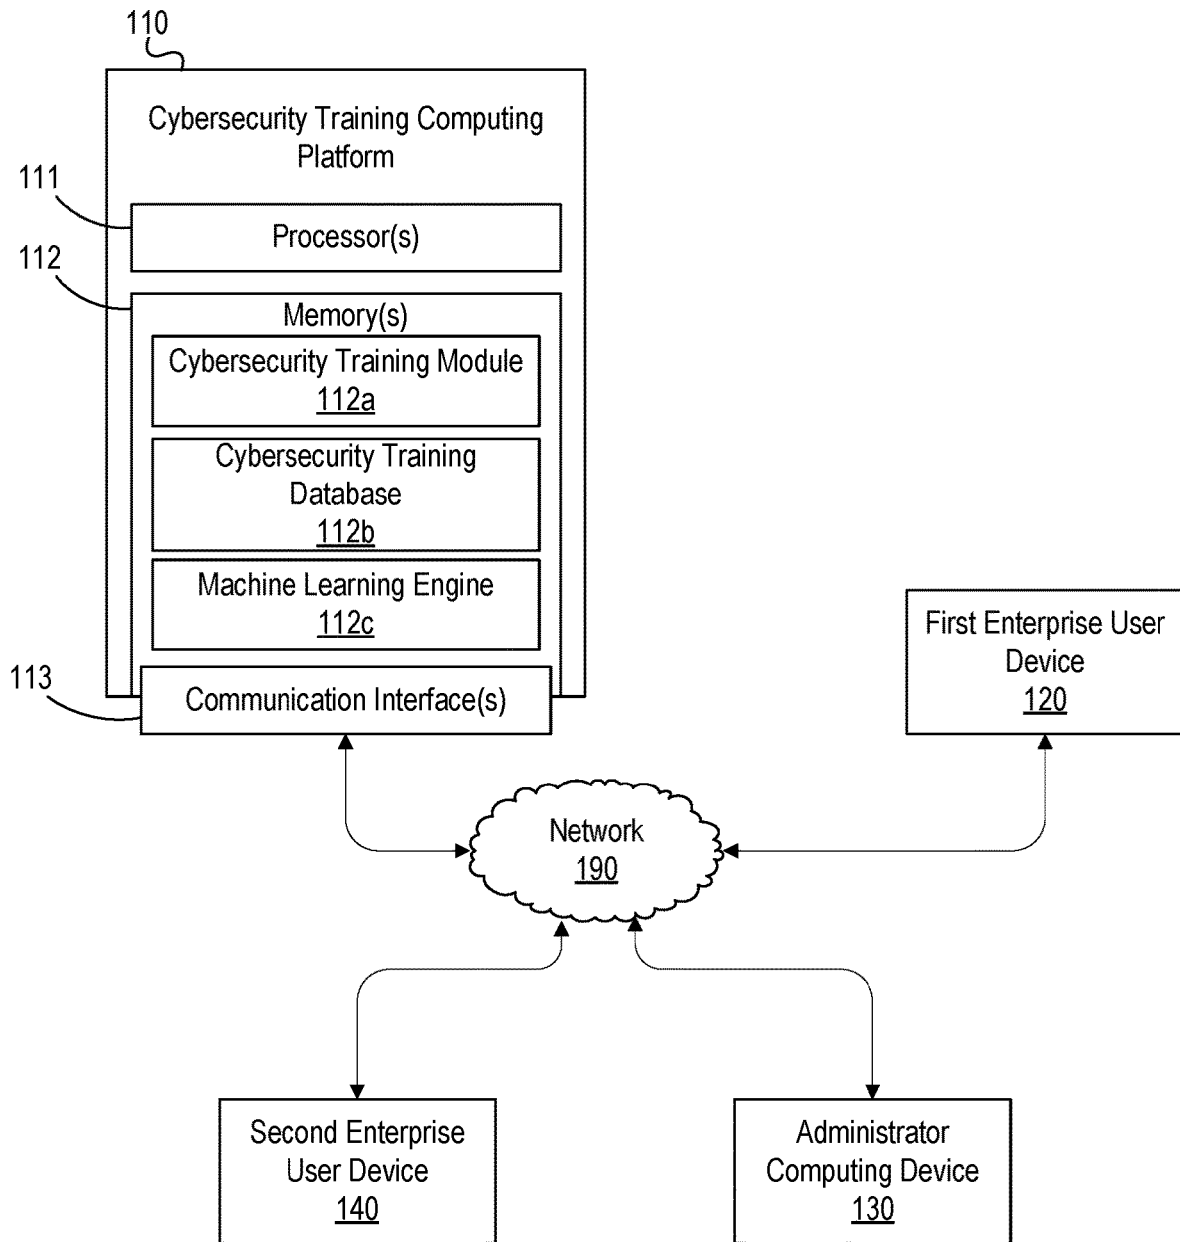 110
Cybersecurity Training Computing
Platform
111
Processor(s)
112
Memory(s)
Cybersecurity Training Module
112a
Cybersecurity Training
Database
112b
Machine Learning Engine
112c
113
Communication Interface(s)
First Enterprise User
Device
120
Network
190
Second Enterprise
User Device
140
Administrator
Computing Device
130